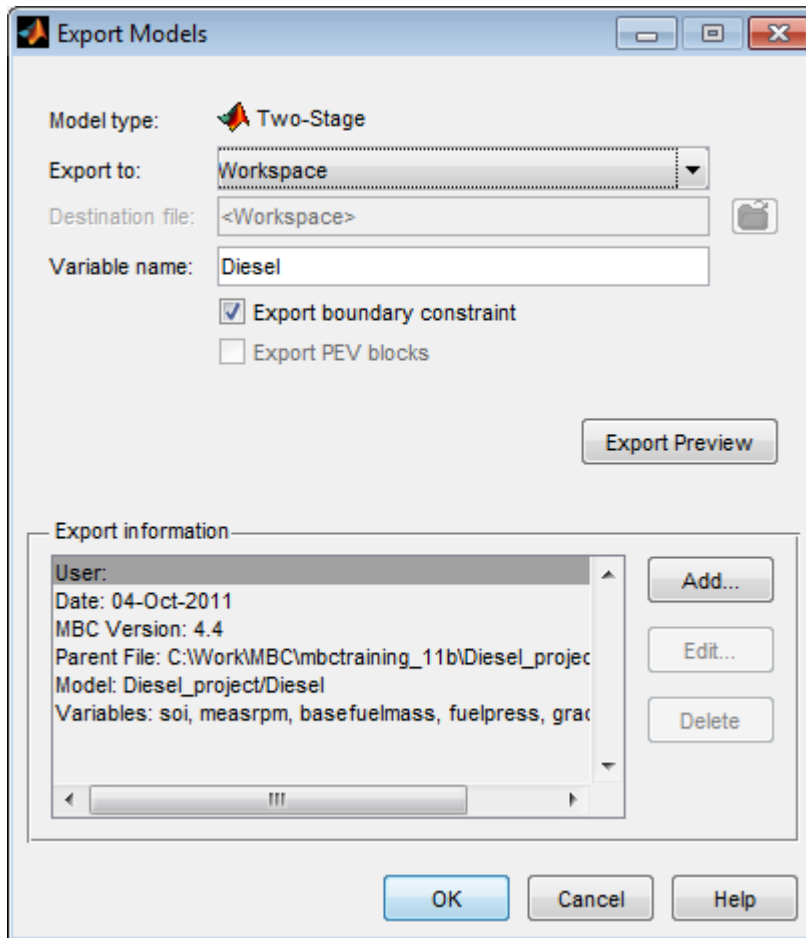 Export Models
Model type: Two-Stage
Export to: Workspace
Destination file: <Workspace>
Variable name: Diesel
Export boundary constraint
Export PEV blocks
Export Preview
Export information
User:
Date: 04-Oct-2011
MBC Version: 4.4
Parent File: C:\Work\MBC\mbctraining_11b\Diesel_projec
Model: Diesel_project/Diesel
Variables: soi, measrpm, basefuelmass, fuelpress, grac
Add...
Edit...
Delete
OK Cancel Help